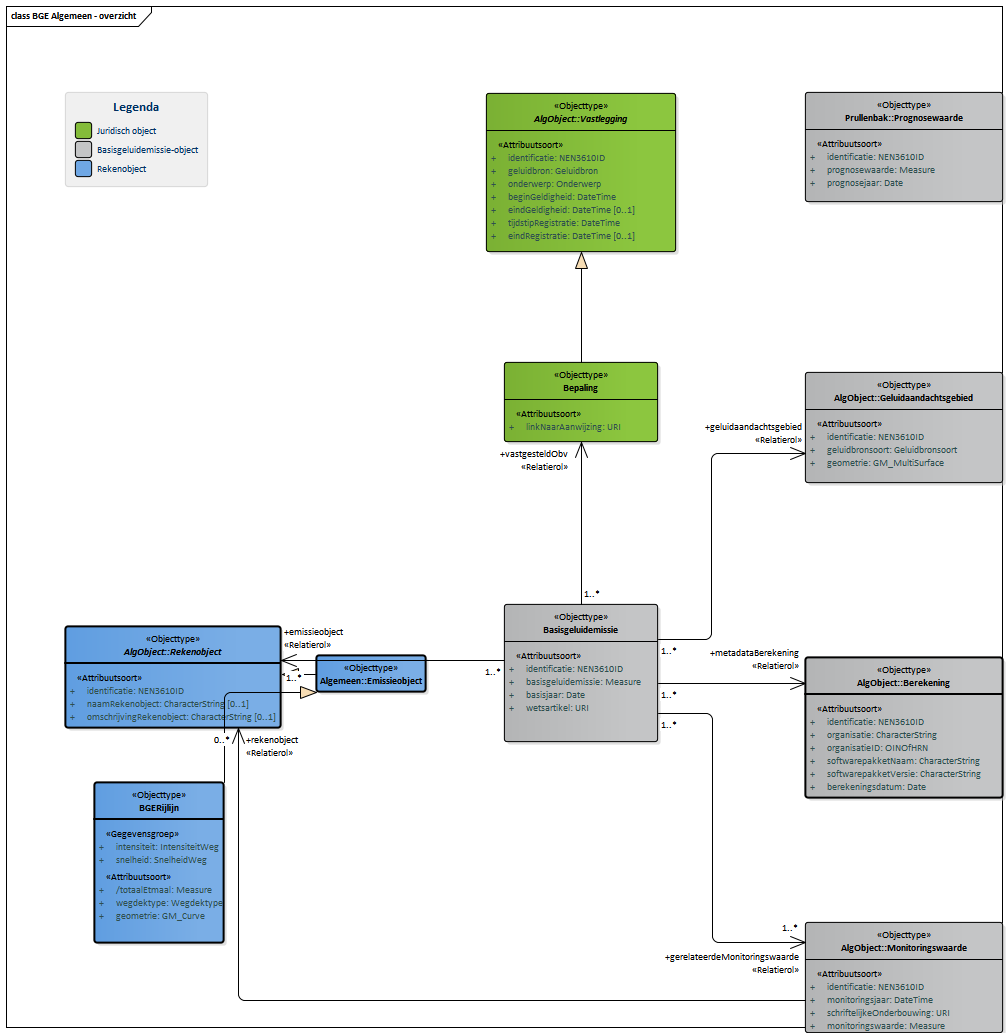 class BGE Algemeen - overzicht
Legenda
Juridisch object
Basisgeluidemissie-object
Rekenobject
«Objecttype»
AlgObject::Vastlegging
«Attribuutsoort»
+ identificatie: NEN3610ID
+ geluidbron: Geluidbron
+ onderwerp: Onderwerp
+ beginGeldigheid: DateTime
+ eindGeldigheid: DateTime [0..1]
+ tijdstipRegistratie: DateTime
+ eindRegistratie: DateTime [0..1]
«Objecttype»
Prullenbak::Prognosewaarde
«Attribuutsoort»
+ identificatie: NEN3610ID
+ prognosewaarde: Measure
+ prognosejaar: Date
«Objecttype»
Bepaling
«Attribuutsoort»
+ linkNaarAanwijzing: URI
+vastgesteldObv
«Relatierol»
1..*
«Objecttype»
AlgObject::Geluidaandachtsgebied
«Attribuutsoort»
+ identificatie: NEN3610ID
+ geluidbronsoort: Geluidbronsoort
+ geometrie: GM_MultiSurface
+geluidaandachtsgebied
«Relatierol»
«Objecttype»
AlgObject::Rekenobject
«Attribuutsoort»
+ identificatie: NEN3610ID
+ naamRekenobject: CharacterString [0..1]
+ omschrijvingRekenobject: CharacterString [0..1]
+emissieobject
«Relatierol»
1..*
«Objecttype»
Algemeen::Emissieobject
1..*
«Objecttype»
Basisgeluidemissie
«Attribuutsoort»
+ identificatie: NEN3610ID
+ basisgeluidemissie: Measure
+ basisjaar: Date
+ wetsartikel: URI
1..*
+metadataBerekening
«Relatierol»
1..*
1..*
«Objecttype»
AlgObject::Berekening
«Attribuutsoort»
+ identificatie: NEN3610ID
+ organisatie: CharacterString
+ organisatieID: OINOfHRN
+ softwarepakketNaam: CharacterString
+ softwarepakketVersie: CharacterString
+ berekeningsdatum: Date
0..*
+rekenobject
«Relatierol»
«Objecttype»
BGERijlijn
«Gegevensgroep»
+ intensiteit: IntensiteitWeg
+ snelheid: SnelheidWeg
«Attribuutsoort»
+ /totaalEtmaal: Measure
+ wegdektype: Wegdektype
+ geometrie: GM_Curve
1..*
+gerelateerdeMonitoringswaarde
«Relatierol»
«Objecttype»
AlgObject::Monitoringswaarde
«Attribuutsoort»
+ identificatie: NEN3610ID
+ monitoringsjaar: DateTime
+ schriftelijkeOnderbouwing: URI
+ monitoringswaarde: Measure